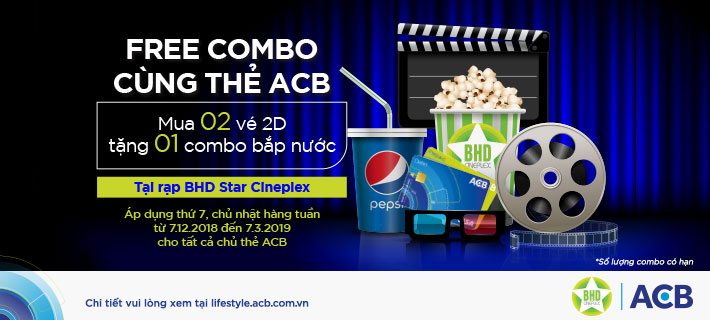 FREE COMBO
CÙNG THẺ ACB
Mua 02 vé 2D
tặng 01 combo bắp nước
Tại rạp BHD Star Cineplex
Áp dụng thứ 7, chủ nhật hàng tuần
từ 7.12.2018 đến 7.3.2019
cho tất cả chủ thẻ ACB
pepsi
BHD
CINEPLEX
ACB
*Số lượng combo có hạn
Chi tiết vui lòng xem tại lifestyle.acb.com.vn
BHD
CINEPLEX
ACB